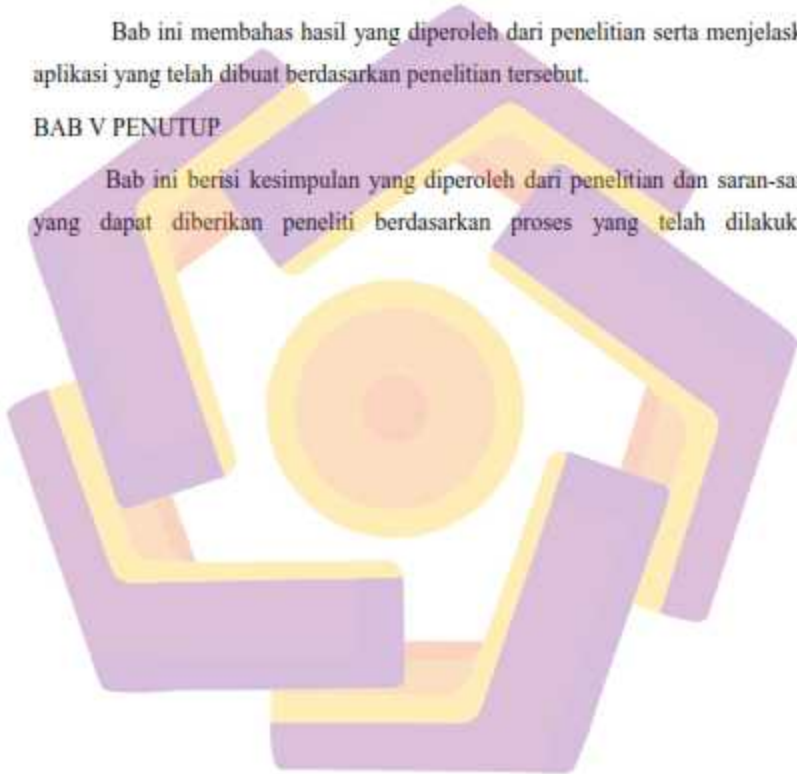 Bab ini membahas hasil yang diperoleh dari penelitian serta menjelask
aplikasi yang telah dibuat berdasarkan penelitian tersebut.
BAB V PENUTUP
Bab ini berisi kesimpulan yang diperoleh dari penelitian dan saran-sa
yang dapat diberikan peneliti berdasarkan proses yang telah dilakuk